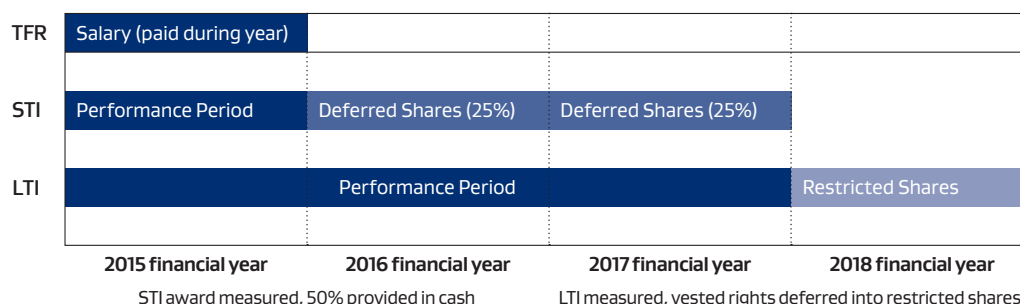 TFR
Salary (paid during year)
STI
Performance Period
Deferred Shares (25%)
Deferred Shares (25%)
LTI
Performance Period
Restricted Shares
2015 financial year
2016 financial year
2017 financial year
2018 financial year
STI award measured, 50% provided in cash
LTI measured, vested rights deferred into restricted shares